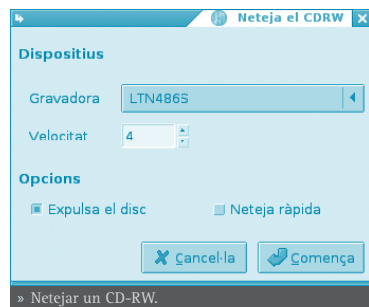 Neteja el CDRW
Dispositius
Gravadora LTN486S
Velocitat 4
Opcions
Expulsa el disc Neteja ràpida
Cancel·la Comença
» Netejar un CD-RW.